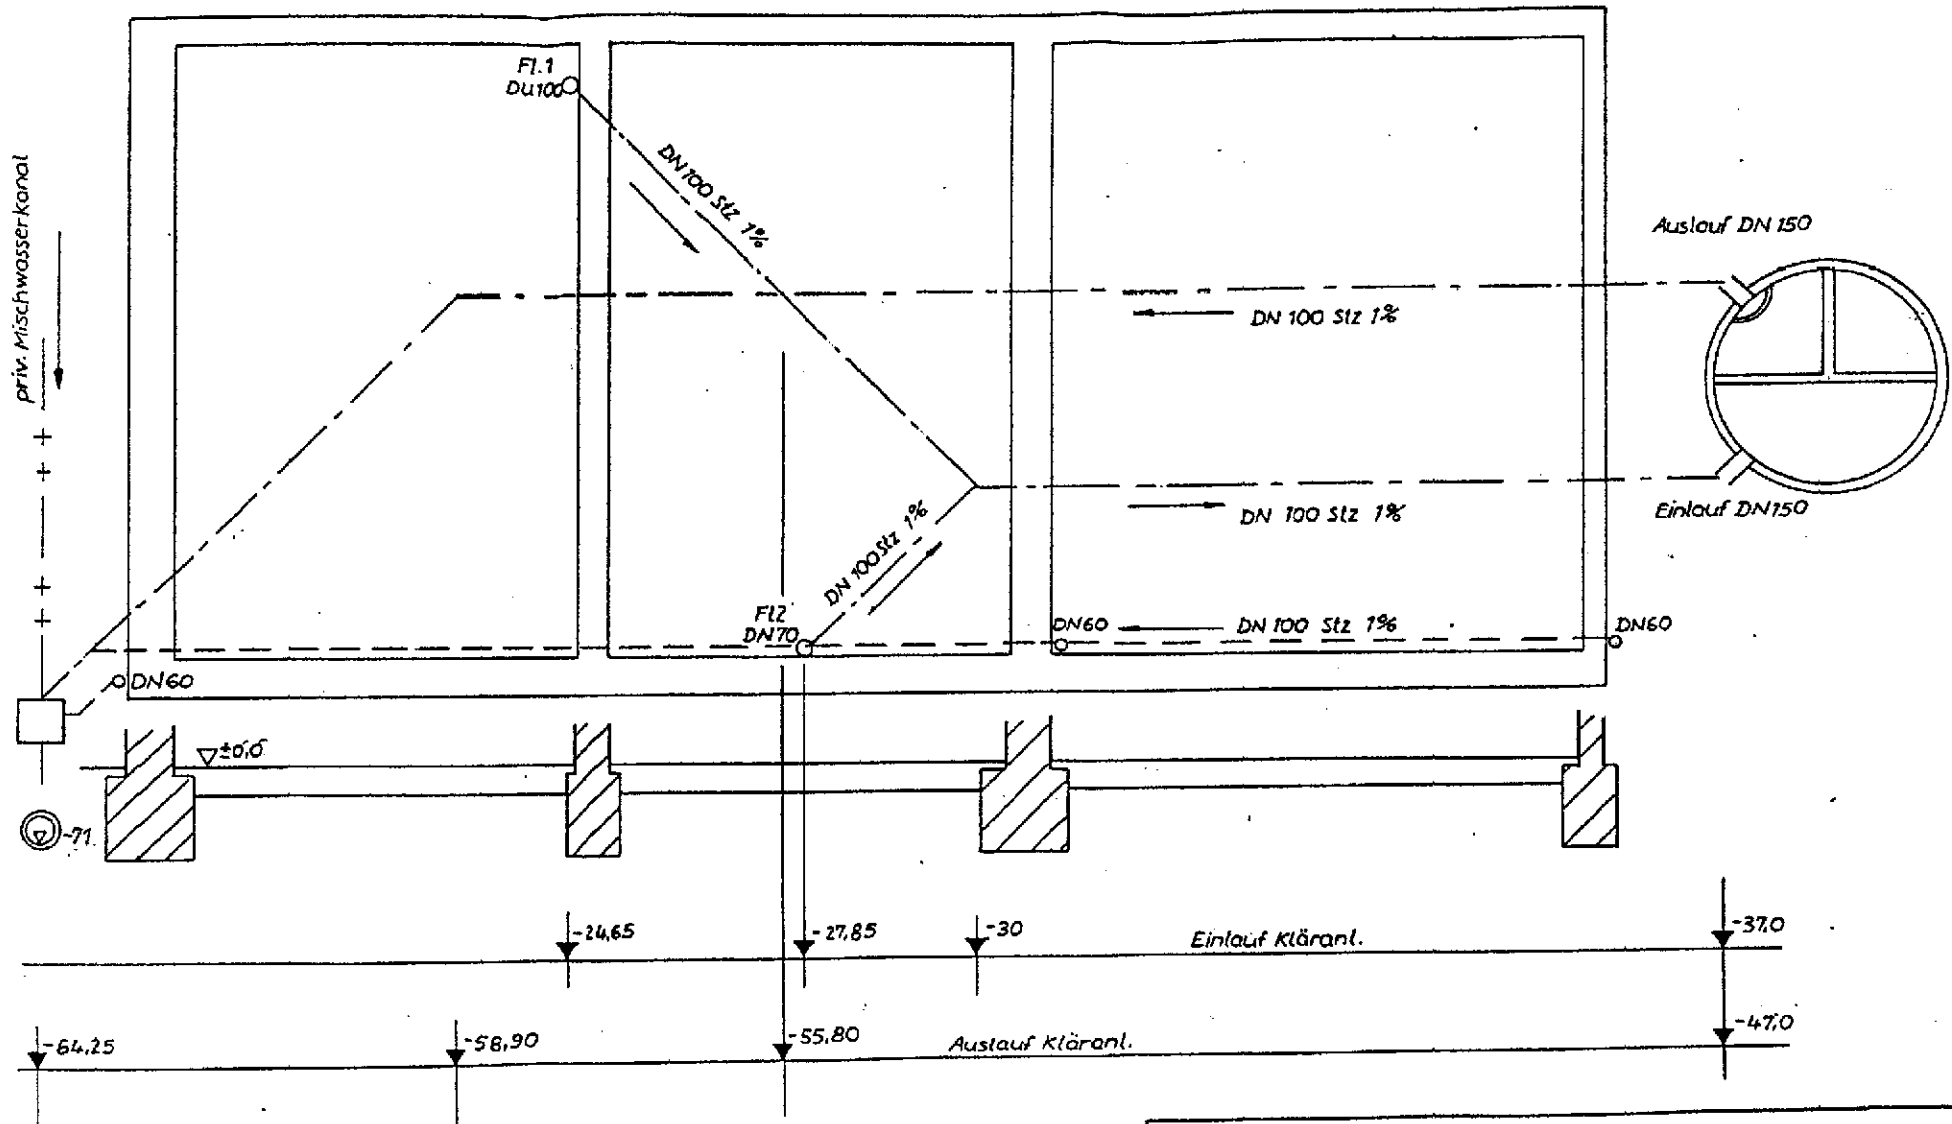 priv. Mischwasserkanal
Fl.1
DU100
DN 100 Stz 1%
Auslauf DN 150
DN 100 Stz 1%
DN 100 Stz 1%
Einlauf DN150
DN 100 Stz 1%
Fl2
DN70
DN60
DN 100 Stz 1%
DN60
DN60
±0,0
-71
-24,65
-27,85
-30
Einlauf Kläranl.
-37,0
-64,25
-58,90
-55,80
Auslauf Kläranl.
-47,0